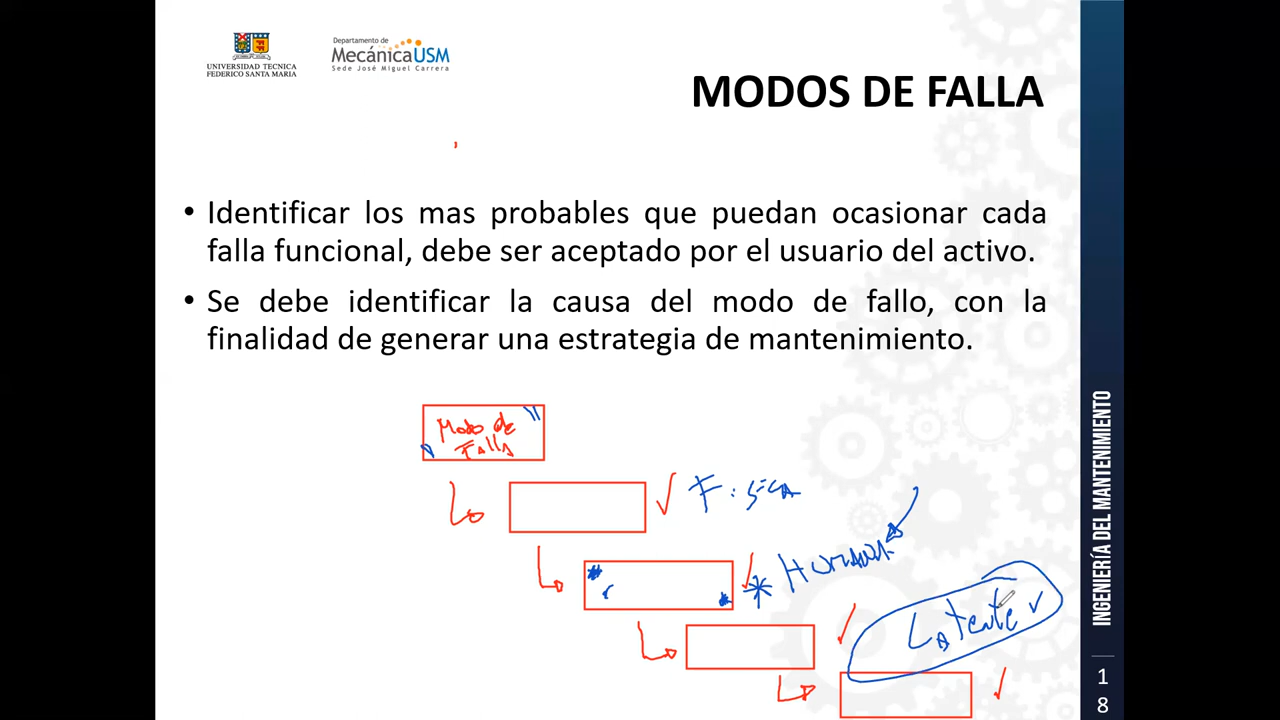 UNIVERSIDAD TECNICA
FEDERICO SANTA MARIA
Departamento de
MecánicaUSM
Sede José Miguel Carrera
MODOS DE FALLA
• Identificar los mas probables que puedan ocasionar cada
falla funcional, debe ser aceptado por el usuario del activo.
• Se debe identificar la causa del modo de fallo, con la
finalidad de generar una estrategia de mantenimiento.
Modo de
Falla
Física
Humana
Latente
INGENIERÍA DEL MANTENIMIENTO
1
8